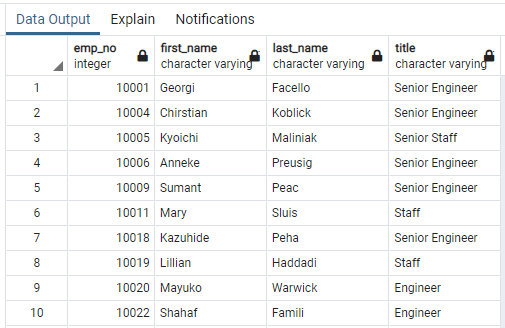 Data Output Explain Notifications
emp_no first_name last_name title
integer character varying character varying character varying
1 10001 Georgi Facello Senior Engineer
2 10004 Chirstian Koblick Senior Engineer
3 10005 Kyoichi Maliniak Senior Staff
4 10006 Anneke Preusig Senior Engineer
5 10009 Sumant Peac Senior Engineer
6 10011 Mary Sluis Staff
7 10018 Kazuhide Peha Senior Engineer
8 10019 Lillian Haddadi Staff
9 10020 Mayuko Warwick Engineer
10 10022 Shahaf Famili Engineer